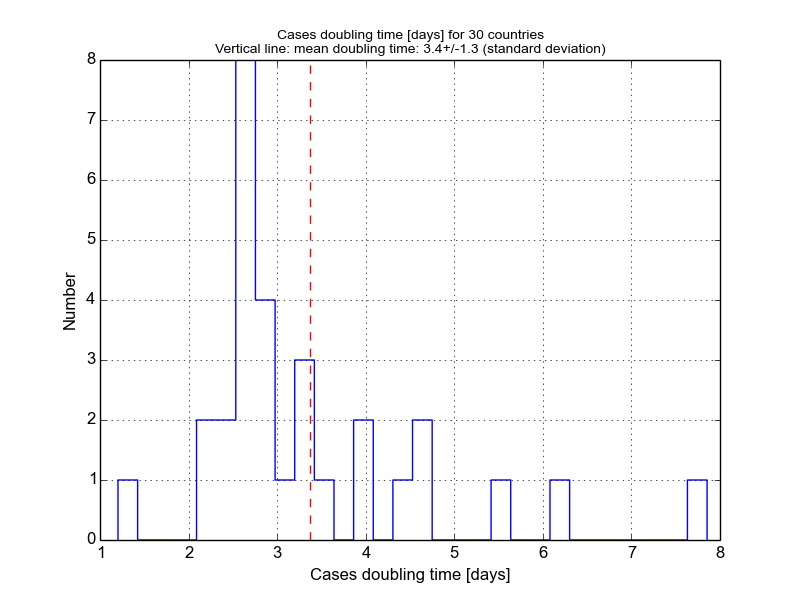 Cases doubling time [days] for 30 countries
Vertical line: mean doubling time: 3.4+/-1.3 (standard deviation)
8
7
6
5
4
3
2
1
0
Number
1 2 3 4 5 6 7 8
Cases doubling time [days]